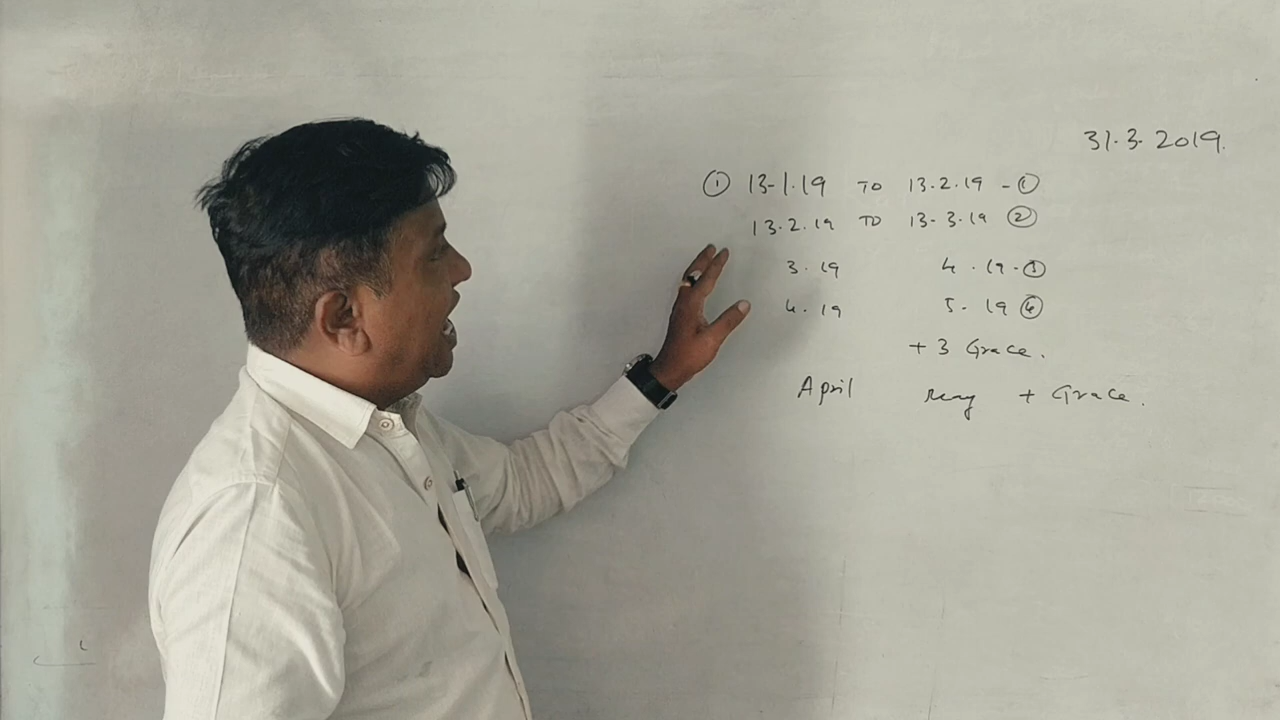 31.3.2019.
① 13-1.19 TO 13.2.19 - ①
13.2.19 TO 13-3.19 ②
3.19 4.19-③
4.19 5.19 ④
+ 3 Grace.
April + Grace.